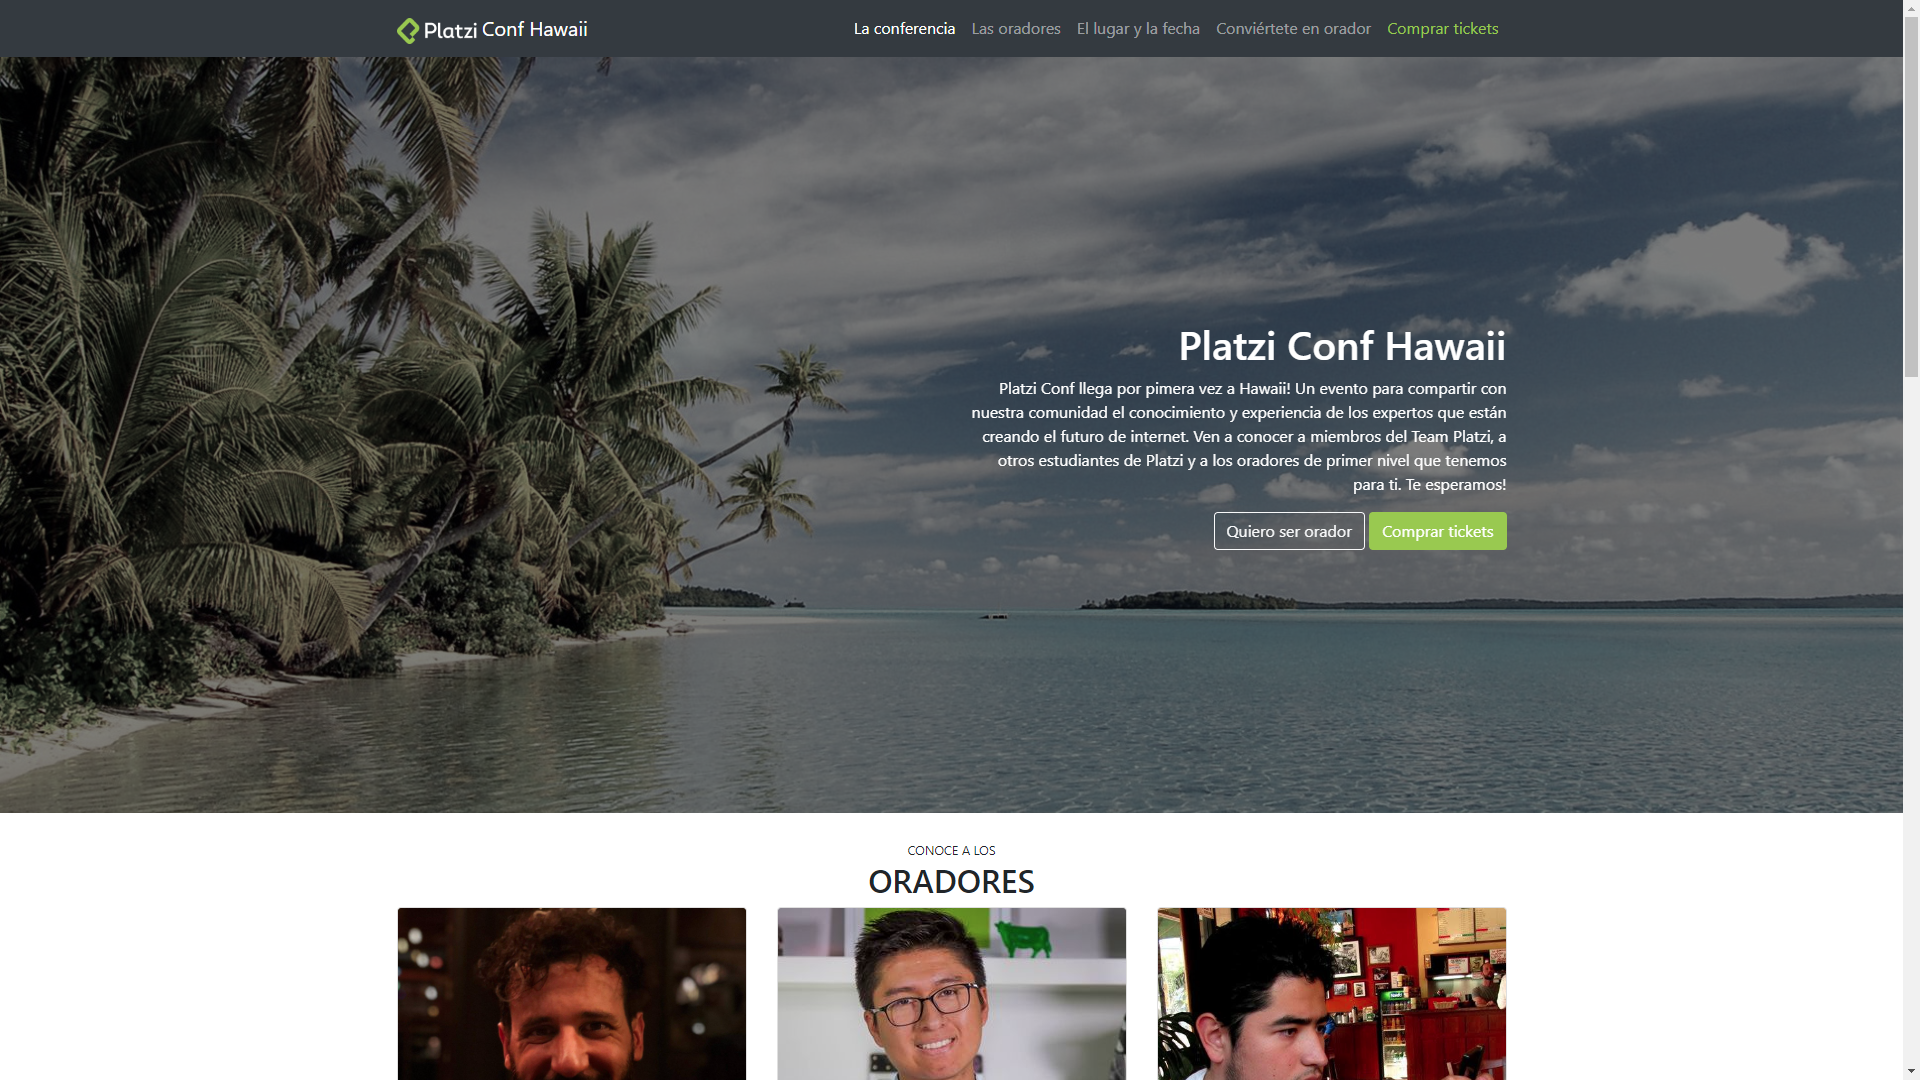 Platzi Conf Hawaii
La conferencia Las oradores El lugar y la fecha Conviértete en orador Comprar tickets
Platzi Conf Hawaii
Platzi Conf llega por pimera vez a Hawaii! Un evento para compartir con
nuestra comunidad el conocimiento y experiencia de los expertos que están
creando el futuro de internet. Ven a conocer a miembros del Team Platzi, a
otros estudiantes de Platzi y a los oradores de primer nivel que tenemos
para ti. Te esperamos!
Quiero ser orador Comprar tickets
CONOCE A LOS
ORADORES